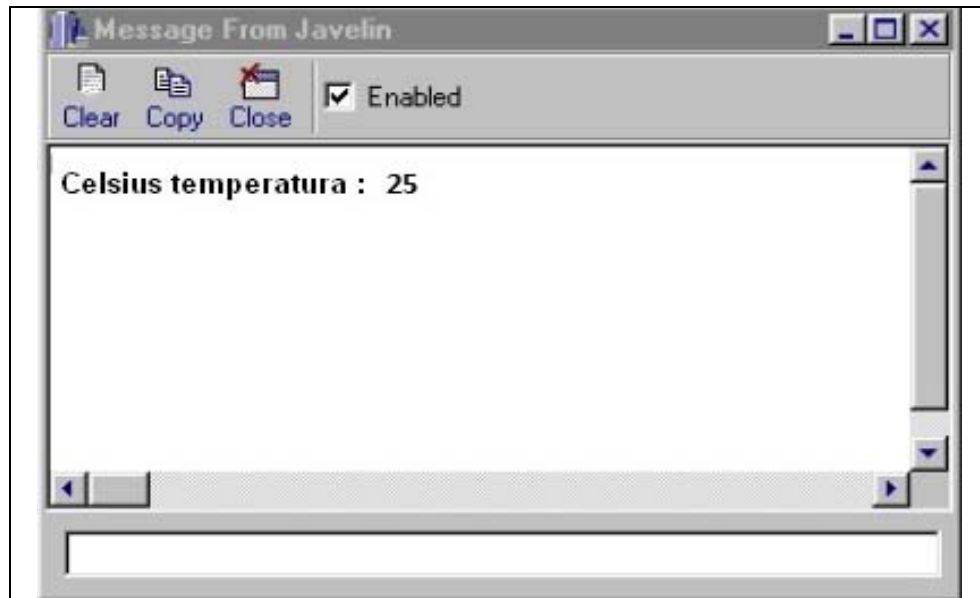 Message From Javelin
Clear Copy Close Enabled
Celsius temperatura : 25